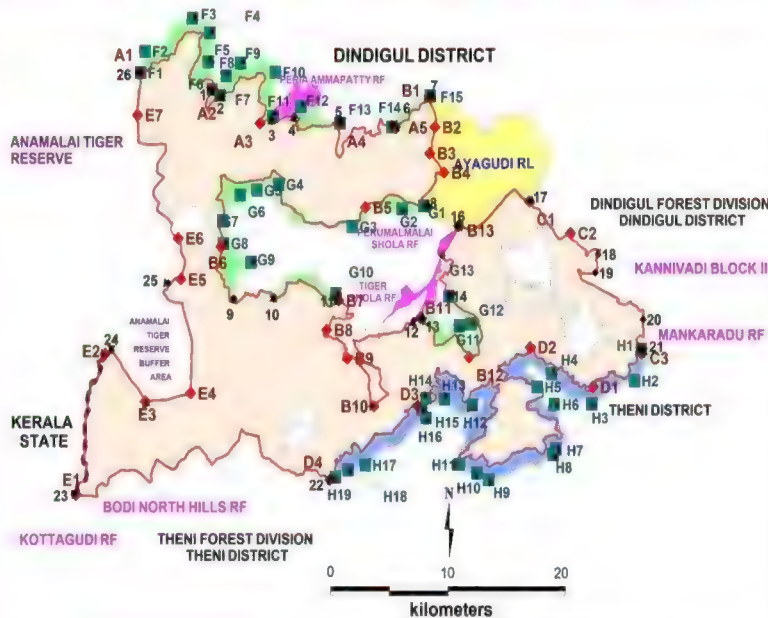 F3
F4
A1
F2
F5
F9
DINDIGUL DISTRICT
26
F1
F8
F10
PERIA AMMAPATTY RF
F6
1
2
F7
F12
B1
7
F15
E7
A2
F11
F13
F14
6
A3
3
4
5
A4
A5
B2
ANAMALAI TIGER
RESERVE
B3
AYAGUDI RL
B4
G5
G4
G6
17
DINDIGUL FOREST DIVISION
DINDIGUL DISTRICT
B5
G2
G1
8
16
C1
G7
G3
PERUMALMALAI
SHOLA RF
B13
C2
E6
G8
B6
G9
18
KANNIVADI BLOCK II
G13
19
25
E5
G10
TIGER
SHOLA RF
14
9
10
B7
B11
G12
ANAMALAI
TIGER
RESERVE
BUFFER
AREA
B8
12
13
G11
20
MANKARADU RF
24
E2
B9
D2
H1
21
C3
B12
H4
H2
E3
E4
H14
H13
H5
D1
THENI DISTRICT
B10
D3
H15
H12
H6
H3
KERALA
STATE
H16
H7
H8
D4
H17
H11
E1
23
22
H19
H18
H10
H9
BODI NORTH HILLS RF
N
KOTTAGUDI RF
THENI FOREST DIVISION
THENI DISTRICT
0
10
20
kilometers